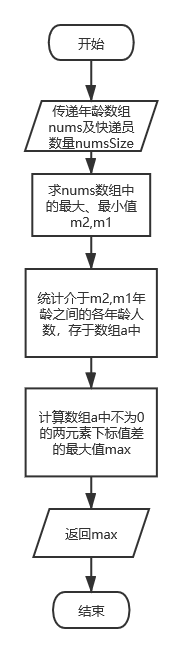 开始
传递年龄数组
nums及快递员
数量numsSize
求nums数组中
的最大、最小值
m2,m1
统计介于m2,m1年
龄之间的各年龄人
数，存于数组a中
计算数组a中不为0
的两元素下标值差
的最大值max
返回max
结束